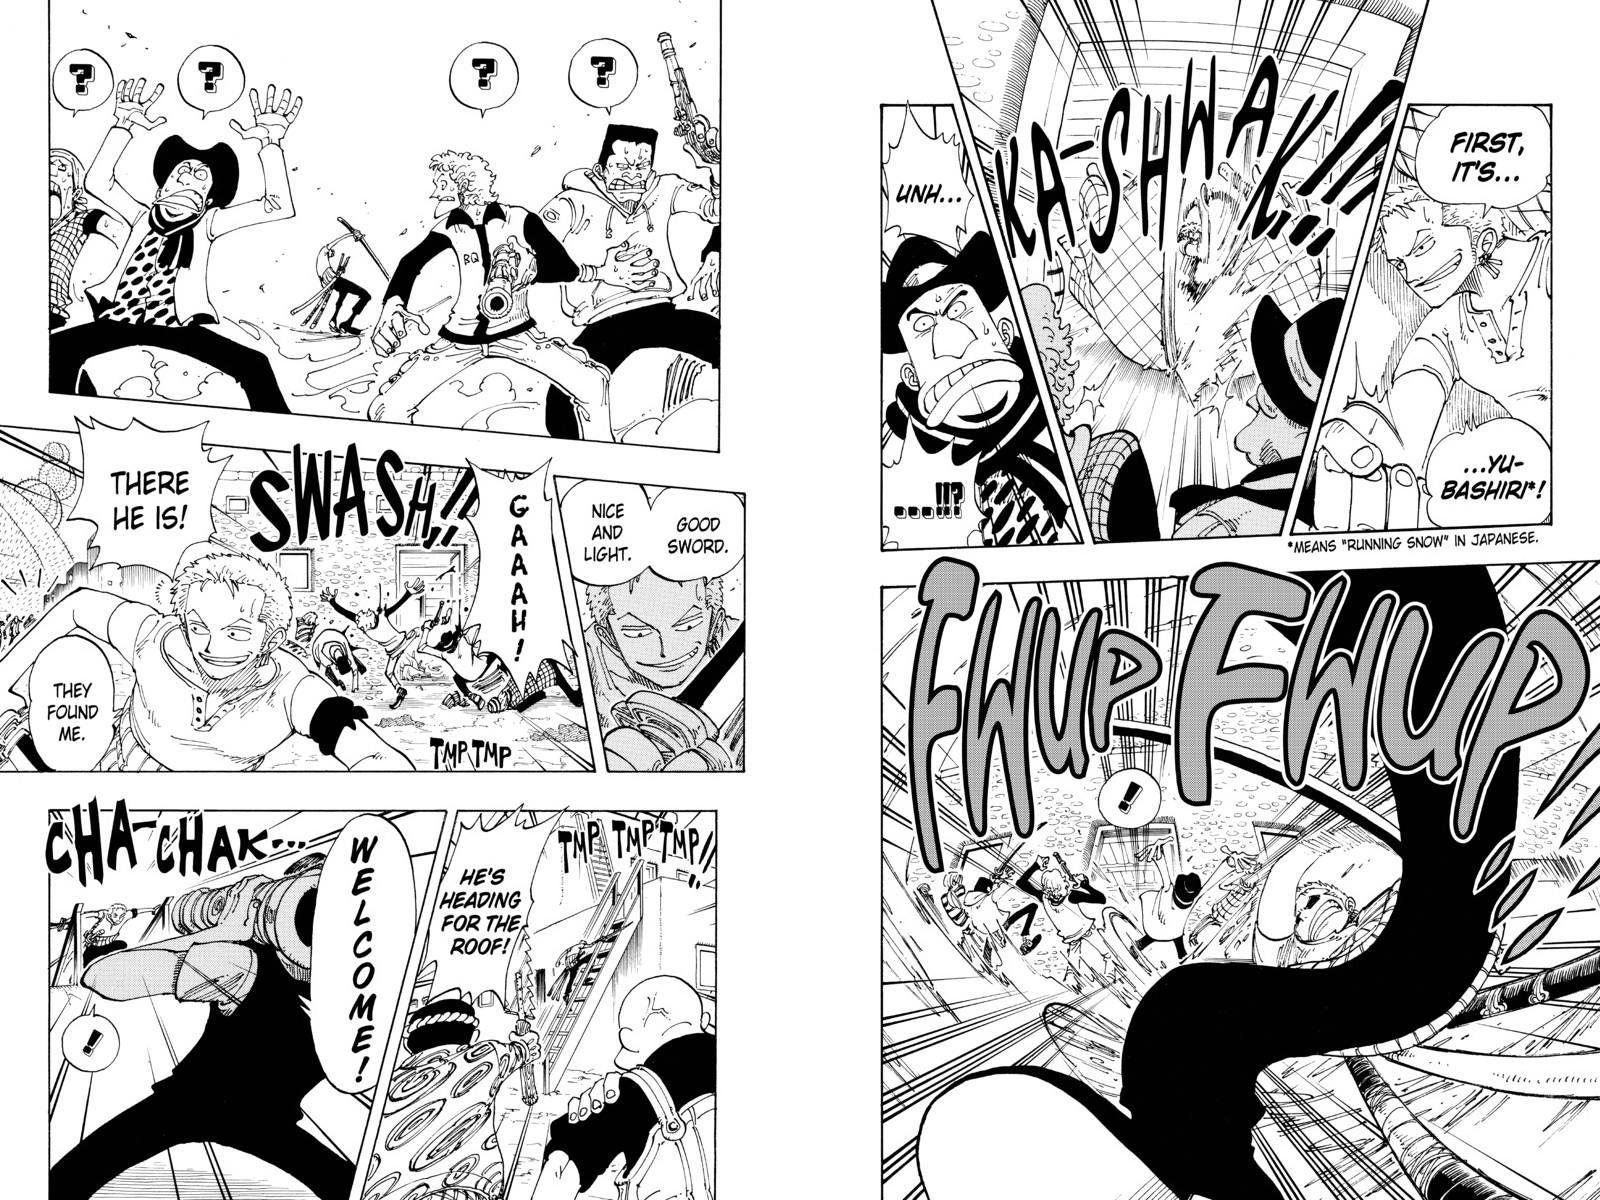 FIRST,
IT'S...
...YU-
BASHIRI*!
KA-SHWAK!!!
UNH...
....!!?
*MEANS "RUNNING SNOW" IN JAPANESE.
FWUP FWUP
!
?
?
?
?
BQ
GOOD
SWORD.
NICE
AND
LIGHT.
GAAAH!
SWASH!!
TMP TMP
THERE
HE IS!
THEY
FOUND
ME.
TMP TMP TMP!!
HE'S
HEADING
FOR THE
ROOF!
WELCOME!
CHA-CHAK...
!